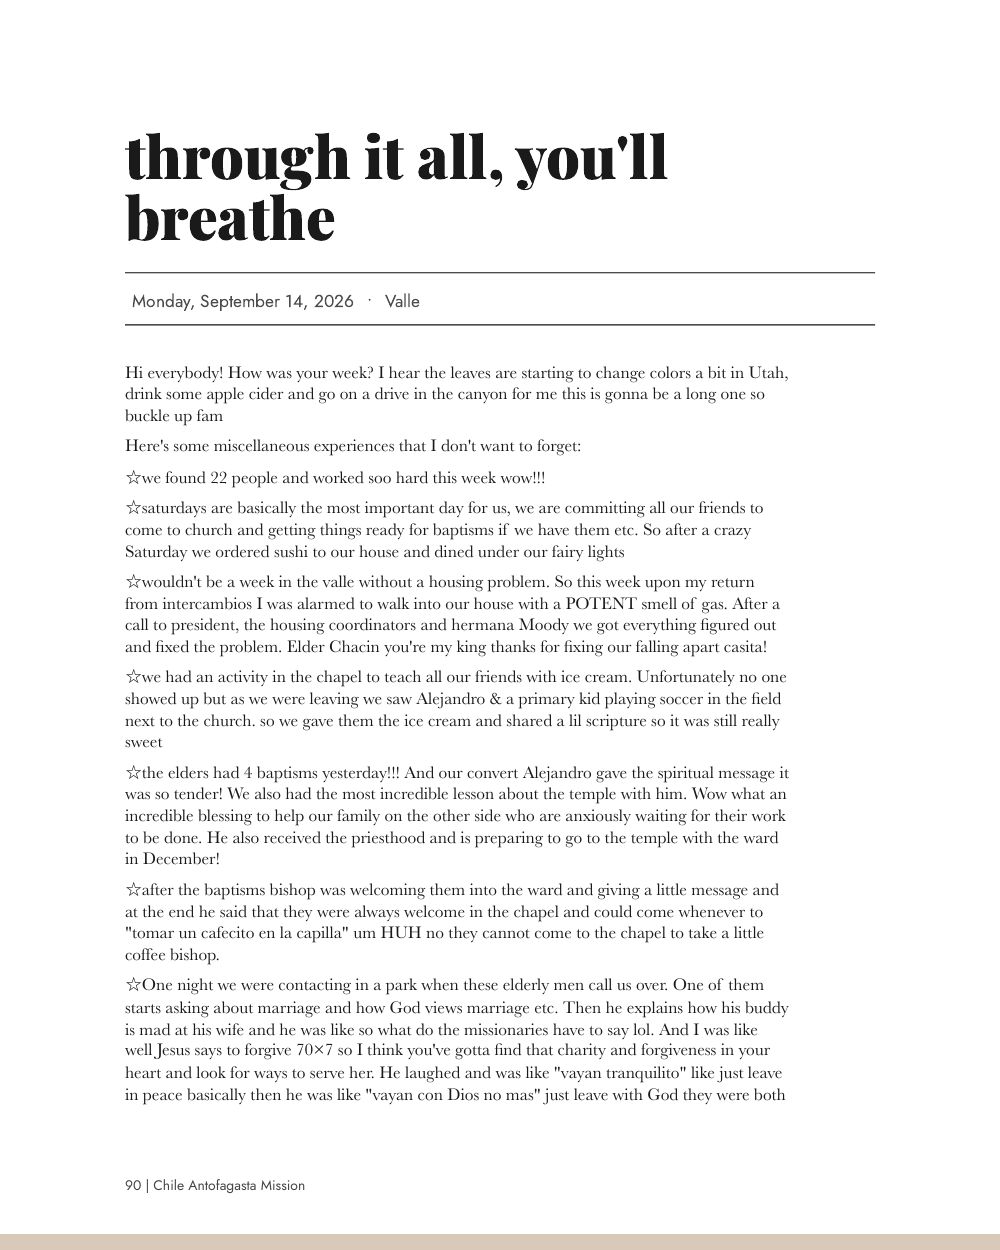 through it all, you'll
breathe
Monday, September 14, 2026 · Valle
Hi everybody! How was your week? I hear the leaves are starting to change colors a bit in Utah,
drink some apple cider and go on a drive in the canyon for me this is gonna be a long one so
buckle up fam
Here's some miscellaneous experiences that I don't want to forget:
☆we found 22 people and worked soo hard this week wow!!!
☆saturdays are basically the most important day for us, we are committing all our friends to
come to church and getting things ready for baptisms if we have them etc. So after a crazy
Saturday we ordered sushi to our house and dined under our fairy lights
☆wouldn't be a week in the valle without a housing problem. So this week upon my return
from intercambios I was alarmed to walk into our house with a POTENT smell of gas. After a
call to president, the housing coordinators and hermana Moody we got everything figured out
and fixed the problem. Elder Chacin you're my king thanks for fixing our falling apart casita!
☆we had an activity in the chapel to teach all our friends with ice cream. Unfortunately no one
showed up but as we were leaving we saw Alejandro & a primary kid playing soccer in the field
next to the church. so we gave them the ice cream and shared a lil scripture so it was still really
sweet
☆the elders had 4 baptisms yesterday!!! And our convert Alejandro gave the spiritual message it
was so tender! We also had the most incredible lesson about the temple with him. Wow what an
incredible blessing to help our family on the other side who are anxiously waiting for their work
to be done. He also received the priesthood and is preparing to go to the temple with the ward
in December!
☆after the baptisms bishop was welcoming them into the ward and giving a little message and
at the end he said that they were always welcome in the chapel and could come whenever to
"tomar un cafecito en la capilla" um HUH no they cannot come to the chapel to take a little
coffee bishop.
☆One night we were contacting in a park when these elderly men call us over. One of them
starts asking about marriage and how God views marriage etc. Then he explains how his buddy
is mad at his wife and he was like so what do the missionaries have to say lol. And I was like
well Jesus says to forgive 70×7 so I think you've gotta find that charity and forgiveness in your
heart and look for ways to serve her. He laughed and was like "vayan tranquilito" like just leave
in peace basically then he was like "vayan con Dios no mas" just leave with God they were both
90 | Chile Antofagasta Mission